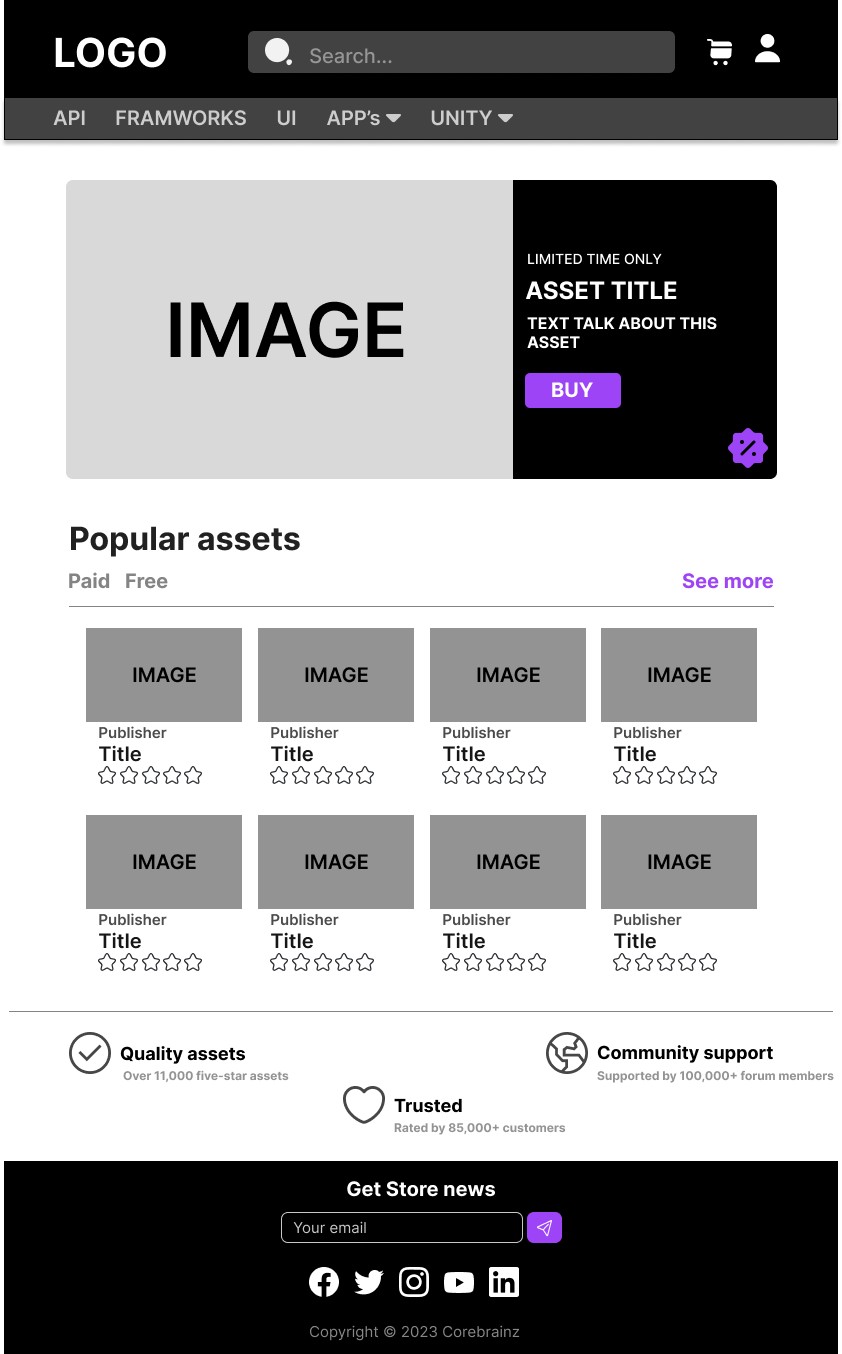 LOGO
Search...
API FRAMWORKS UI APP's UNITY
IMAGE
LIMITED TIME ONLY
ASSET TITLE
TEXT TALK ABOUT THIS
ASSET
BUY
Popular assets
Paid Free
See more
IMAGE IMAGE IMAGE IMAGE
Publisher Publisher Publisher Publisher
Title Title Title Title
IMAGE IMAGE IMAGE IMAGE
Publisher Publisher Publisher Publisher
Title Title Title Title
Quality assets
Over 11,000 five-star assets
Community support
Supported by 100,000+ forum members
Trusted
Rated by 85,000+ customers
Get Store news
Your email
Copyright © 2023 Corebrainz